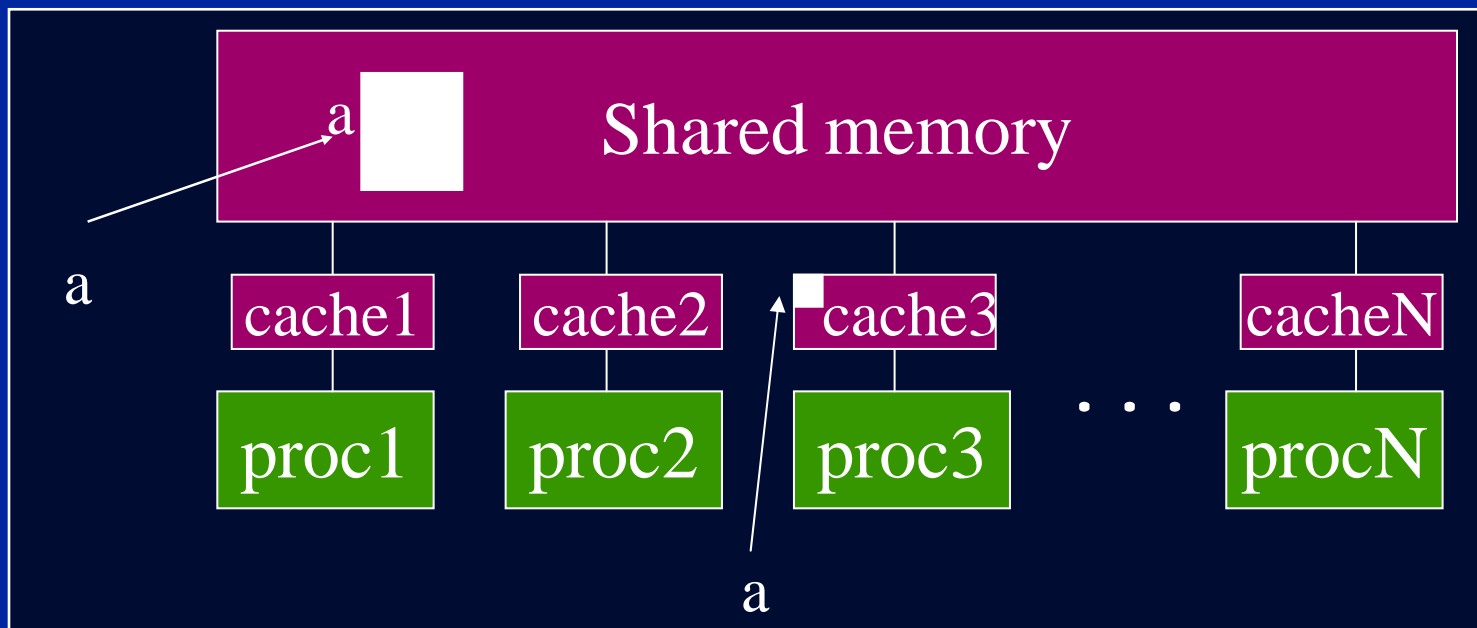 a
Shared memory
a
cache1 cache2 cache3 cacheN
proc1 proc2 proc3 . . . procN
a